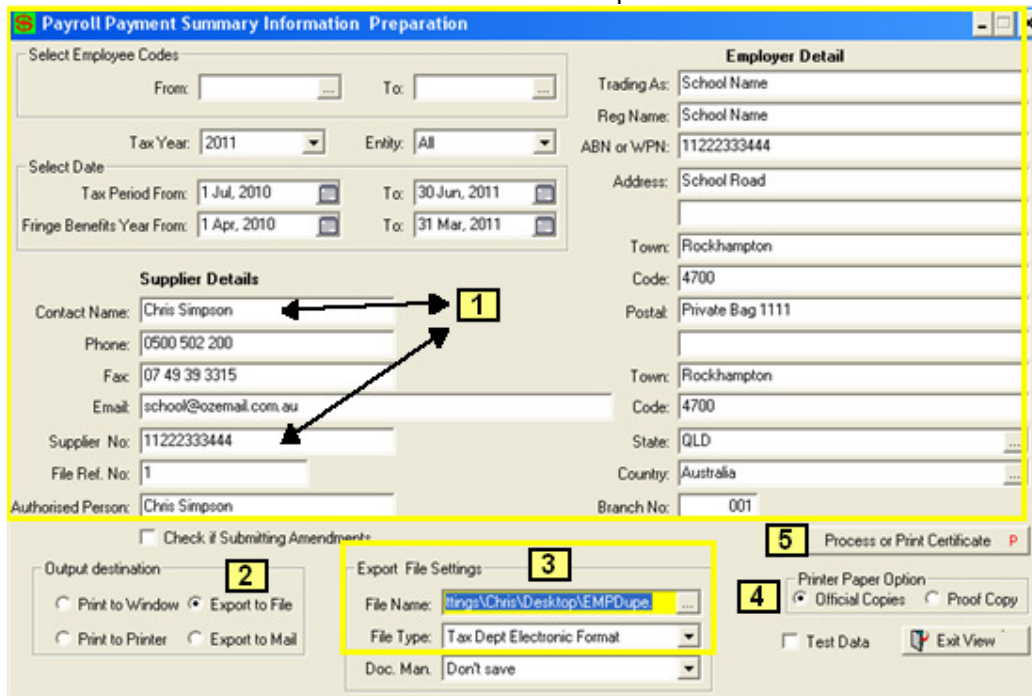 Payroll Payment Summary Information Preparation
Select Employee Codes
From: ... To: ...
Tax Year: 2011 Entity: All
Select Date
Tax Period From: 1 Jul, 2010 To: 30 Jun, 2011
Fringe Benefits Year From: 1 Apr, 2010 To: 31 Mar, 2011
Supplier Details
Contact Name: Chris Simpson
1
Phone: 0500 502 200
Fax: 07 49 39 3315
Email: school@ozemail.com.au
Supplier No: 11222333444
File Ref. No: 1
Authorised Person: Chris Simpson
Employer Detail
Trading As: School Name
Reg Name: School Name
ABN or WPN: 11222333444
Address: School Road
Town: Rockhampton
Code: 4700
Postal: Private Bag 1111
Town: Rockhampton
Code: 4700
State: QLD ...
Country: Australia ...
Branch No: 001
Check if Submitting Amendments
Output destination
2
Print to Window Export to File
Print to Printer Export to Mail
Export File Settings
3
File Name: ttings\Chris\Desktop\EMPDupe. ...
File Type: Tax Dept Electronic Format
Doc. Man. Don't save
5 Process or Print Certificate P
Printer Paper Option
4 Official Copies Proof Copy
Test Data Exit View